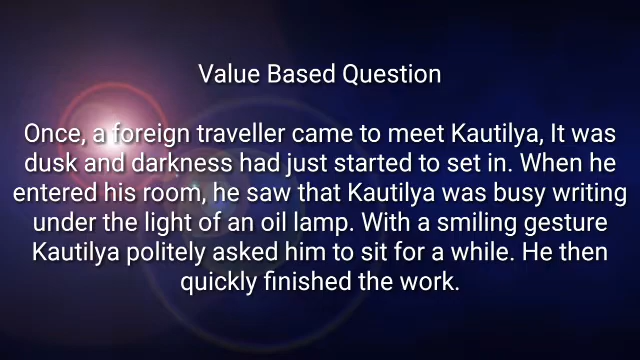 Value Based Question
Once, a foreign traveller came to meet Kautilya, It was
dusk and darkness had just started to set in. When he
entered his room, he saw that Kautilya was busy writing
under the light of an oil lamp. With a smiling gesture
Kautilya politely asked him to sit for a while. He then
quickly finished the work.